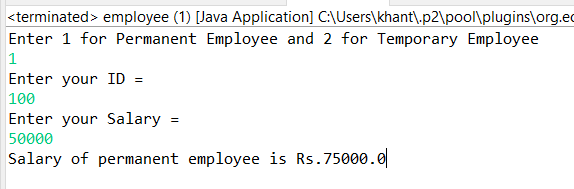 <terminated> employee (1) [Java Application] C:\Users\khant\.p2\pool\plugins\org.ec
Enter 1 for Permanent Employee and 2 for Temporary Employee
1
Enter your ID =
100
Enter your Salary =
50000
Salary of permanent employee is Rs.75000.0